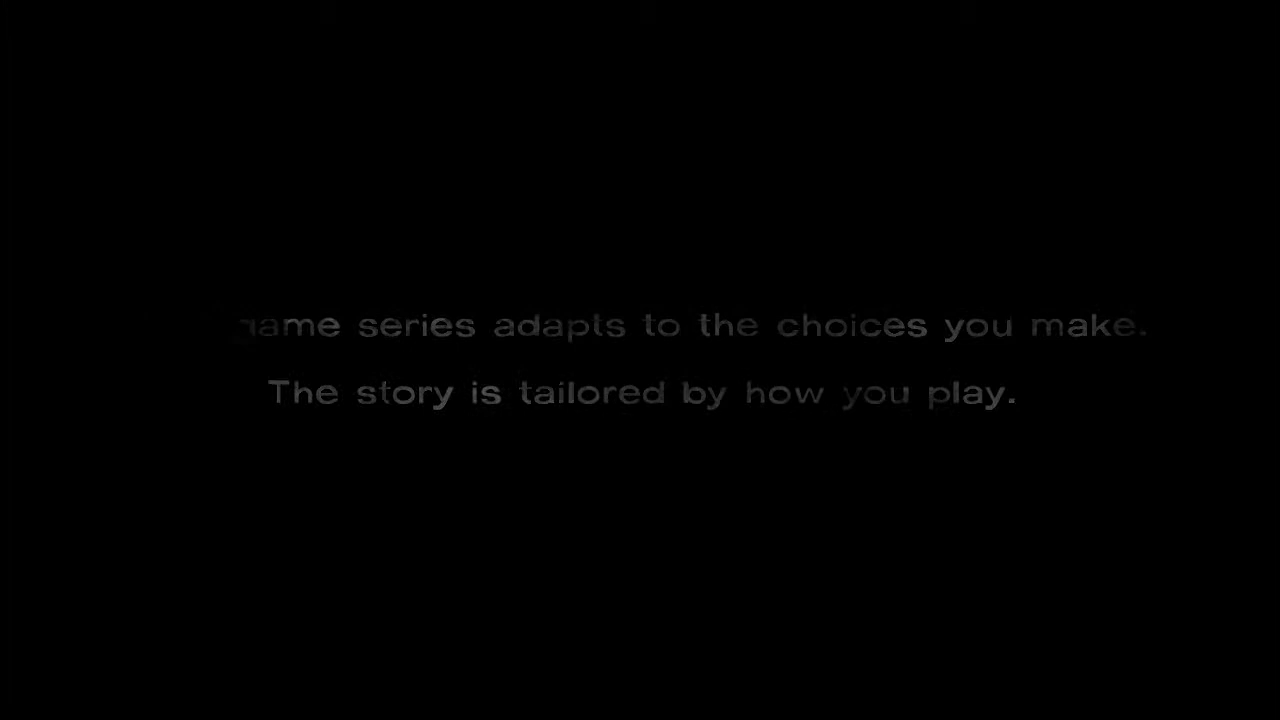 game series adapts to the choices you make.
The story is tailored by how you play.